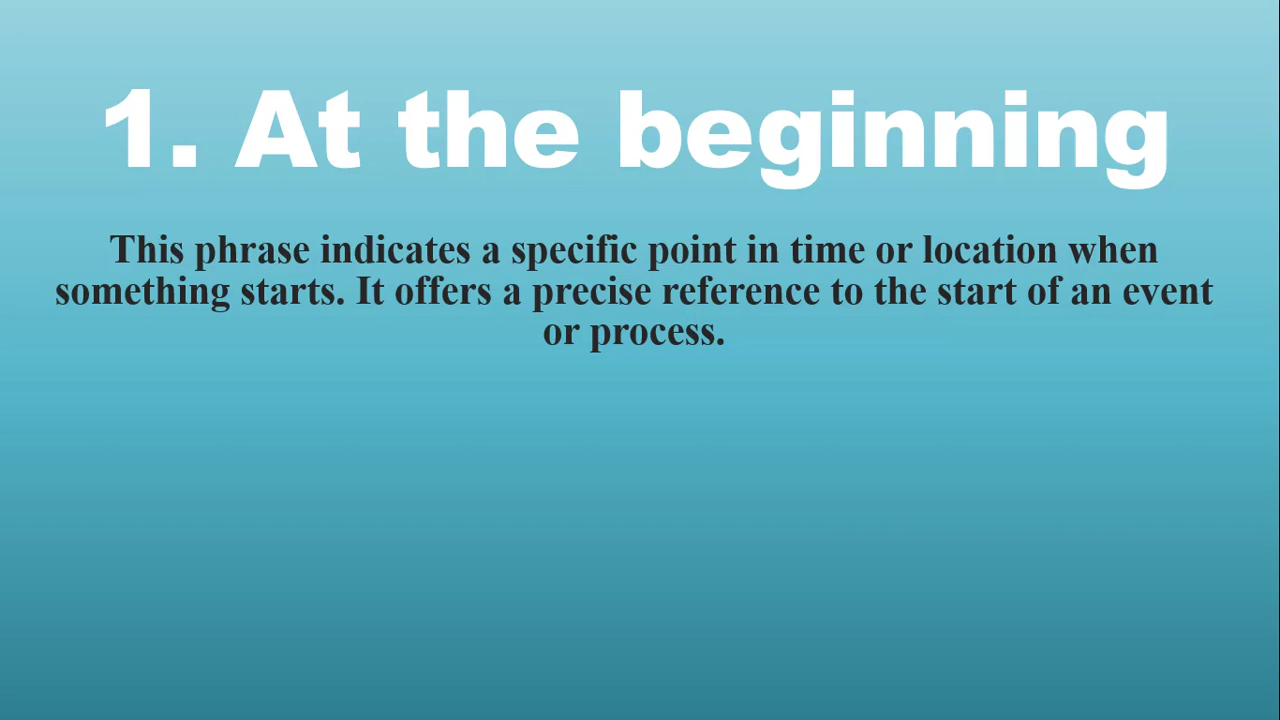 1. At the beginning
This phrase indicates a specific point in time or location when
something starts. It offers a precise reference to the start of an event
or process.